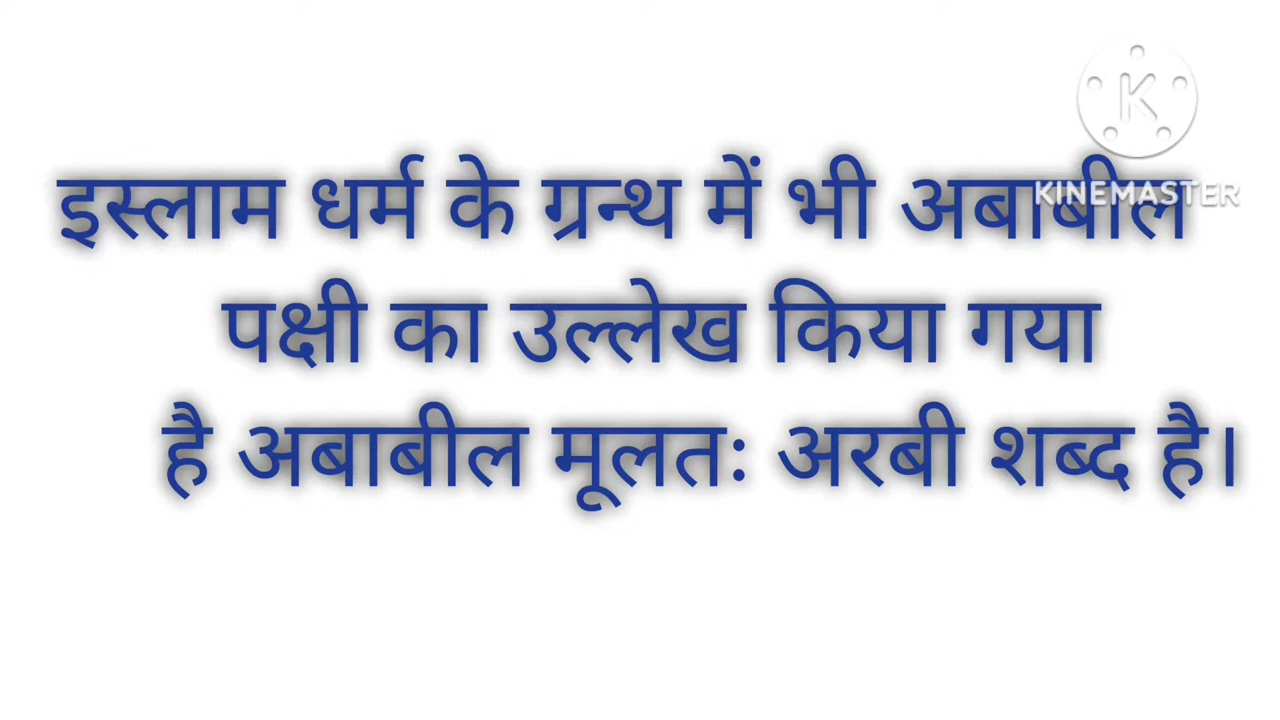 K
KINEMASTER
इस्लाम धर्म के ग्रन्थ में भी अबाबील
पक्षी का उल्लेख किया गया
है अबाबील मूलतः अरबी शब्द है।